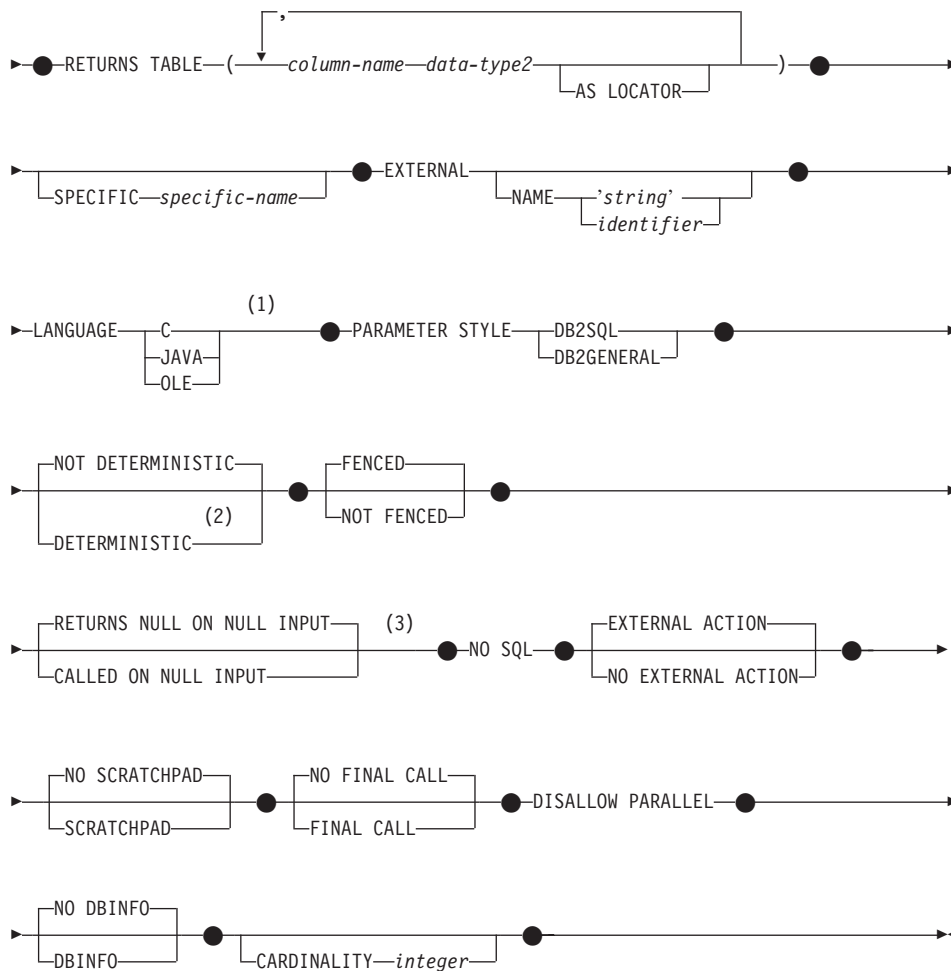 ,
RETURNS TABLE ( column-name data-type2 )
AS LOCATOR
EXTERNAL
SPECIFIC specific-name
NAME 'string'
identifier
(1)
LANGUAGE C PARAMETER STYLE DB2SQL
JAVA DB2GENERAL
OLE
NOT DETERMINISTIC FENCED
(2) NOT FENCED
DETERMINISTIC
RETURNS NULL ON NULL INPUT (3) EXTERNAL ACTION
NO SQL
CALLED ON NULL INPUT NO EXTERNAL ACTION
NO SCRATCHPAD NO FINAL CALL
DISALLOW PARALLEL
SCRATCHPAD FINAL CALL
NO DBINFO
DBINFO CARDINALITY integer